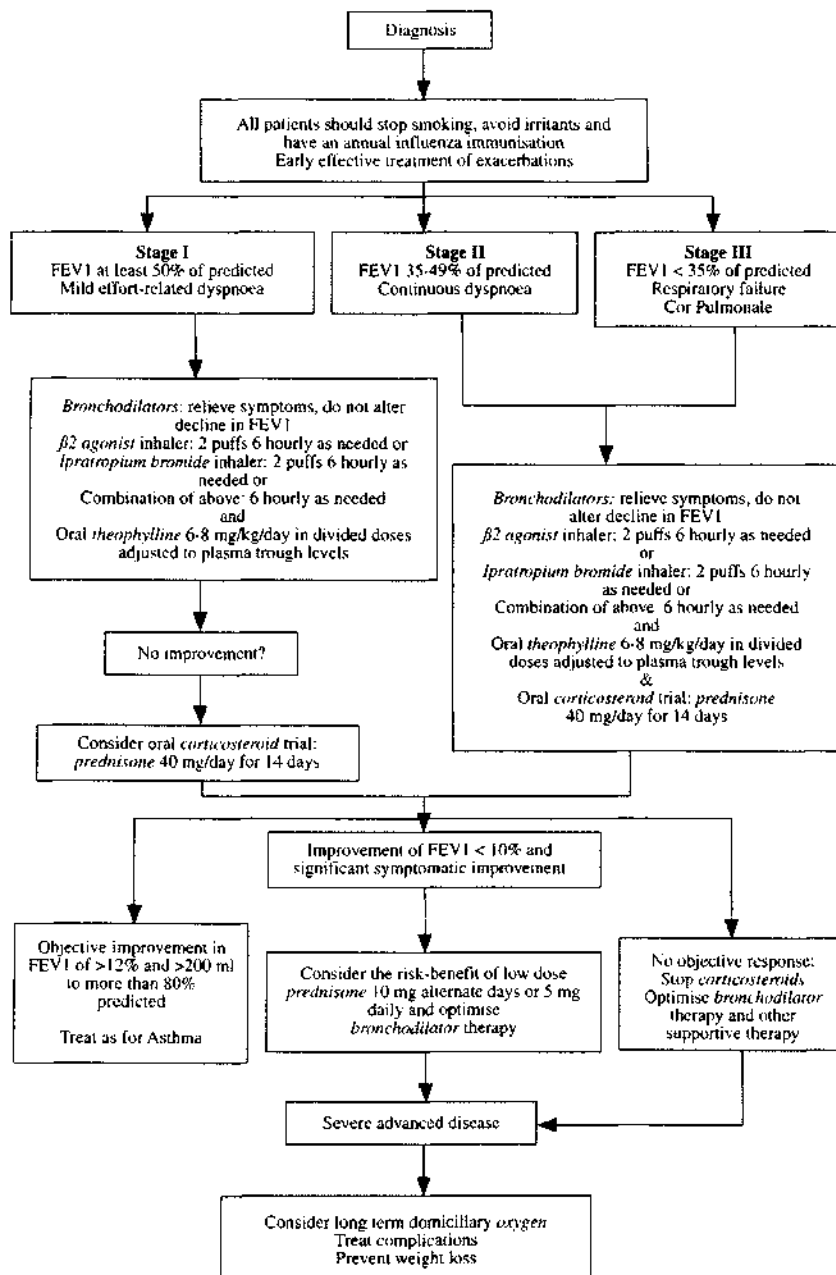 Diagnosis
All patients should stop smoking, avoid irritants and
have an annual influenza immunisation
Early effective treatment of exacerbations
Stage I
FEV1 at least 50% of predicted
Mild effort-related dyspnoea
Stage II
FEV1 35-49% of predicted
Continuous dyspnoea
Stage III
FEV1 < 35% of predicted
Respiratory failure
Cor Pulmonale
Bronchodilators: relieve symptoms, do not alter
decline in FEV1
β2 agonist inhaler: 2 puffs 6 hourly as needed or
Ipratropium bromide inhaler: 2 puffs 6 hourly as
needed or
Combination of above: 6 hourly as needed
and
Oral theophylline 6-8 mg/kg/day in divided doses
adjusted to plasma trough levels
Bronchodilators: relieve symptoms, do not
alter decline in FEV1
β2 agonist inhaler: 2 puffs 6 hourly as needed
or
Ipratropium bromide inhaler: 2 puffs 6 hourly
as needed or
Combination of above 6 hourly as needed
and
Oral theophylline 6-8 mg/kg/day in divided
doses adjusted to plasma trough levels
&
Oral corticosteroid trial: prednisone
40 mg/day for 14 days
No improvement?
Consider oral corticosteroid trial:
prednisone 40 mg/day for 14 days
Improvement of FEV1 < 10% and
significant symptomatic improvement
Objective improvement in
FEV1 of >12% and >200 ml
to more than 80%
predicted
Treat as for Asthma
Consider the risk-benefit of low dose
prednisone 10 mg alternate days or 5 mg
daily and optimise
bronchodilator therapy
No objective response:
Stop corticosteroids
Optimise bronchodilator
therapy and other
supportive therapy
Severe advanced disease
Consider long term domicillary oxygen
Treat complications
Prevent weight loss